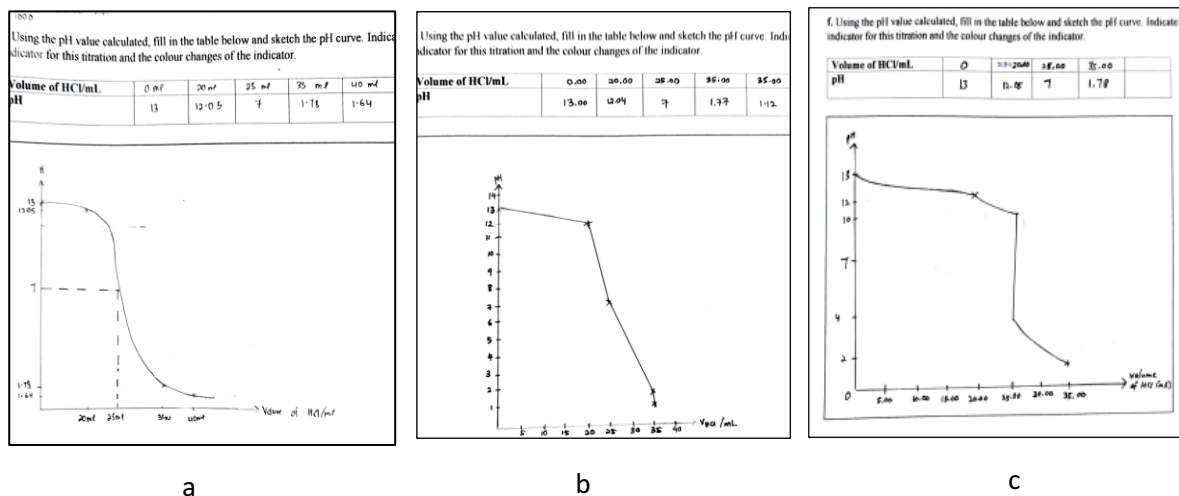 Using the pH value calculated, fill in the table below and sketch the pH curve. Indica
dicator for this titration and the colour changes of the indicator.
Volume of HCl/mL 0 ml 20 ml 25 ml 35 ml 40 ml
pH 13 12.05 7 1.78 1.64
13
12.05
7
1.78
1.64
20ml 25ml 35ml 40ml
Volume of HCl/ml
a
Using the pH value calculated, fill in the table below and sketch the pH curve. Indi
dicator for this titration and the colour changes of the indicator.
Volume of HCl/mL 0.00 20.00 25.00 35.00 35.00
pH 13.00 12.04 7 1.77 1.12
pH
14
13
12
11
10
9
8
7
6
5
4
3
2
1
5 10 15 20 25 30 35 40
VHCl /mL
b
f. Using the pH value calculated, fill in the table below and sketch the pH curve. Indicate
indicator for this titration and the colour changes of the indicator.
Volume of HCl/mL 0 20.00 25.00 35.00
pH 13 12.05 7 1.78
pH
13
12
10
7
4
2
0
5.00 10.00 15.00 20.00 25.00 30.00 35.00
volume
of HCl (ml)
c